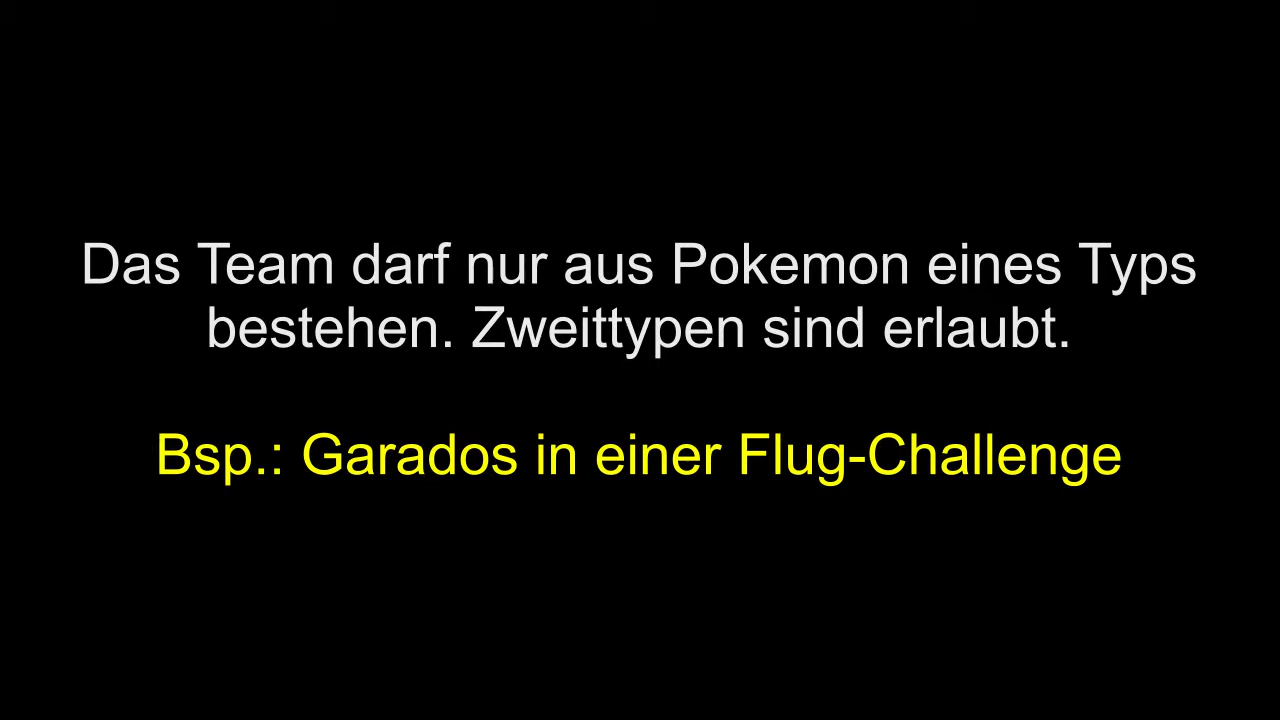 Das Team darf nur aus Pokemon eines Typs
bestehen. Zweittypen sind erlaubt.
Bsp.: Garados in einer Flug-Challenge